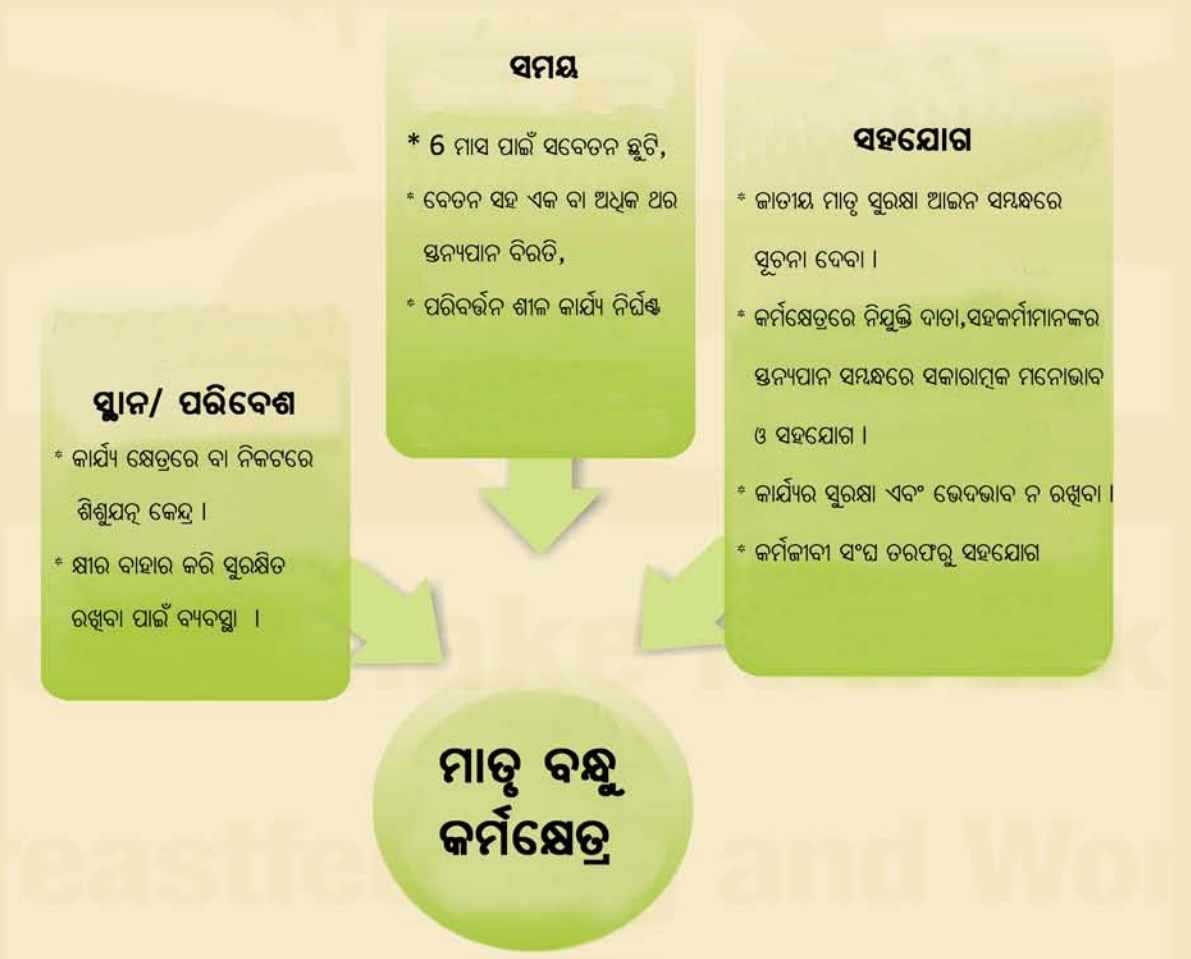 ସମୟ
* 6 ମାସ ପାଇଁ ସବେତନ ଛୁଟି,
* ବେତନ ସହ ଏକ ବା ଅଧିକ ଥର
ସ୍ତନ୍ୟପାନ ବିରତି,
* ପରିବର୍ତ୍ତନ ଶୀଳ କାର୍ଯ୍ୟ ନିର୍ଘଣ୍ଟ
ସହଯୋଗ
* ଜାତୀୟ ମାତୃ ସୁରକ୍ଷା ଆଇନ ସମ୍ବନ୍ଧରେ
ସୂଚନା ଦେବା ।
* କର୍ମକ୍ଷେତ୍ରରେ ନିଯୁକ୍ତି ଦାତା,ସହକର୍ମୀମାନଙ୍କର
ସ୍ତନ୍ୟପାନ ସମ୍ବନ୍ଧରେ ସକାରାତ୍ମକ ମନୋଭାବ
ଓ ସହଯୋଗ ।
* କାର୍ଯ୍ୟର ସୁରକ୍ଷା ଏବଂ ଭେଦଭାବ ନ ରଖିବା ।
* କର୍ମଜୀବୀ ସଂଘ ତରଫରୁ ସହଯୋଗ
ସ୍ଥାନ/ ପରିବେଶ
* କାର୍ଯ୍ୟ କ୍ଷେତ୍ରରେ ବା ନିକଟରେ
ଶିଶୁଯତ୍ନ କେନ୍ଦ୍ର ।
* କ୍ଷୀର ବାହାର କରି ସୁରକ୍ଷିତ
ରଖିବା ପାଇଁ ବ୍ୟବସ୍ଥା ।
ମାତୃ ବନ୍ଧୁ
କର୍ମକ୍ଷେତ୍ର
and